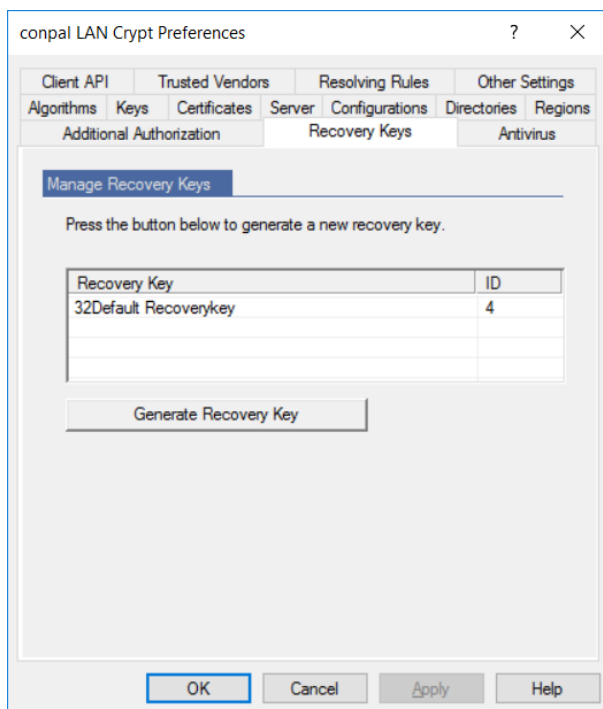 conpal LAN Crypt Preferences ?
Client API Trusted Vendors Resolving Rules Other Settings
Algorithms Keys Certificates Server Configurations Directories Regions
Additional Authorization Recovery Keys Antivirus
Manage Recovery Keys
Press the button below to generate a new recovery key.
Recovery Key ID
32Default Recoverykey 4
Generate Recovery Key
OK Cancel Apply Help